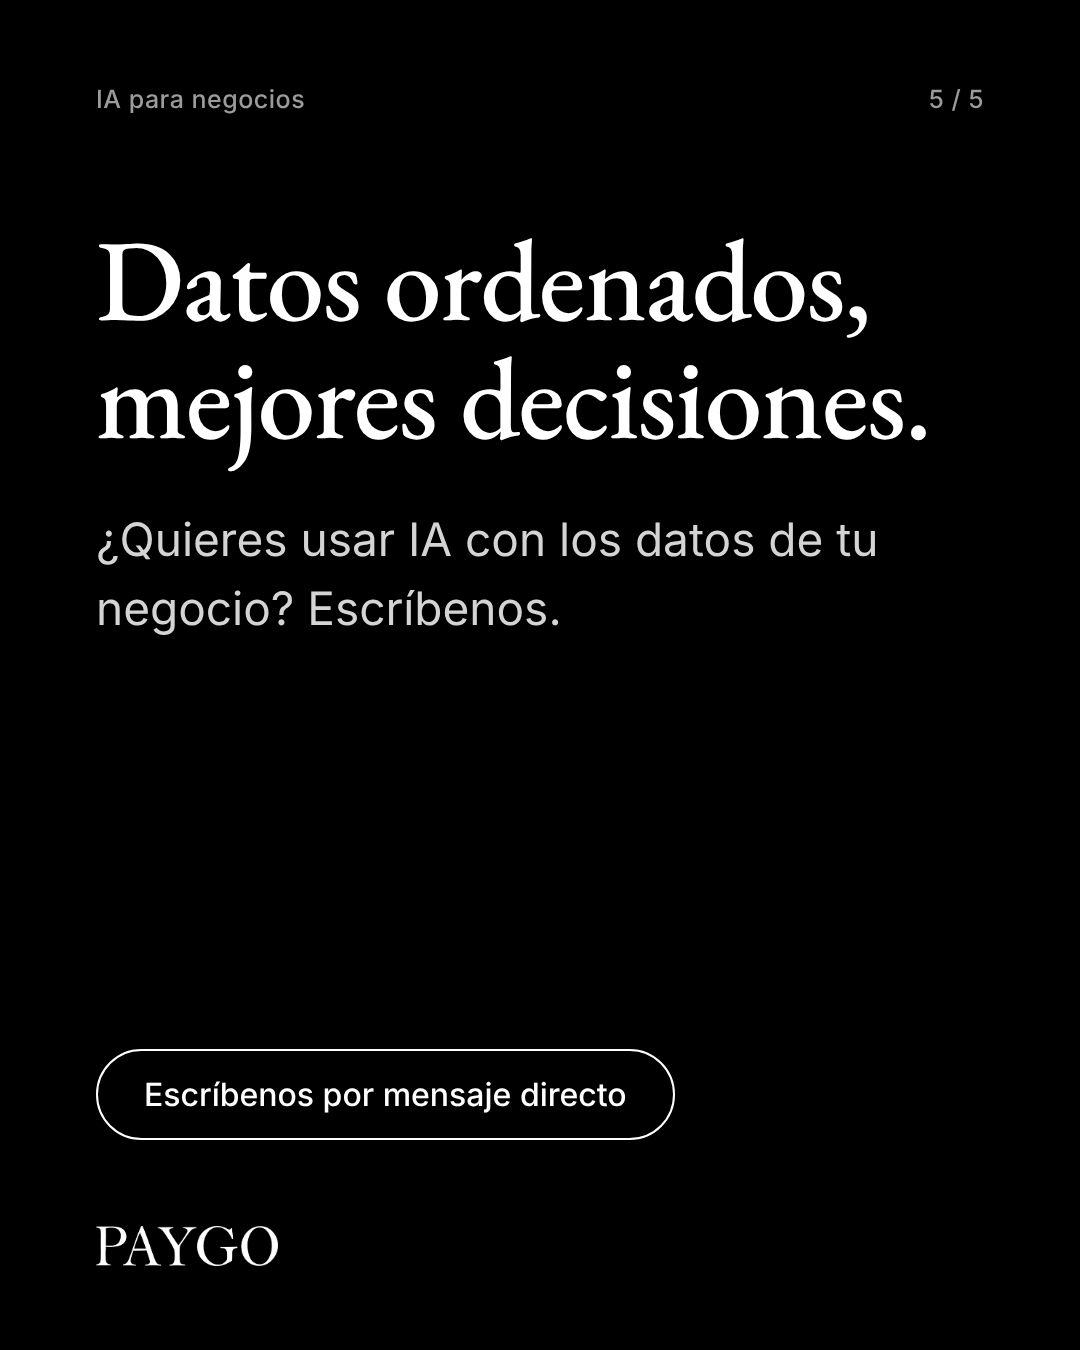 IA para negocios
5 / 5
Datos ordenados,
mejores decisiones.
¿Quieres usar IA con los datos de tu
negocio? Escríbenos.
Escríbenos por mensaje directo
PAYGO